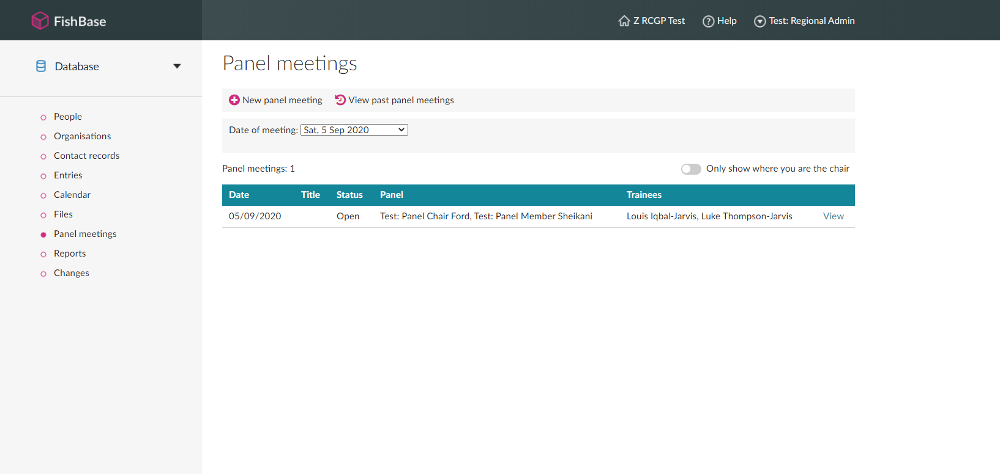 FishBase
Z RCGP Test
Help
Test: Regional Admin
Database
People
Organisations
Contact records
Entries
Calendar
Files
Panel meetings
Reports
Changes
Panel meetings
New panel meeting
View past panel meetings
Date of meeting: Sat, 5 Sep 2020
Panel meetings: 1
Only show where you are the chair
Date Title Status Panel Trainees
05/09/2020 Open Test: Panel Chair Ford, Test: Panel Member Sheikani Louis Iqbal-Jarvis, Luke Thompson-Jarvis View